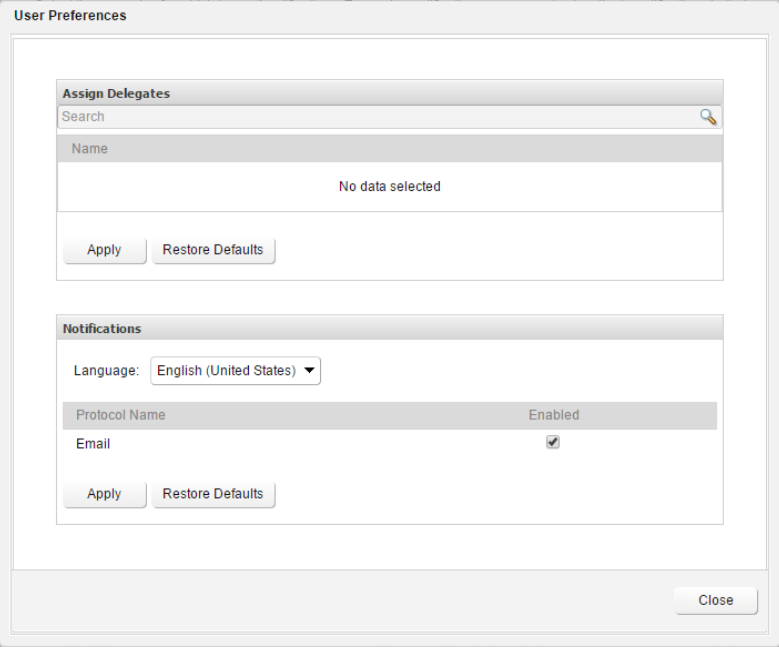 User Preferences
Assign Delegates
Search
Name
No data selected
Apply Restore Defaults
Notifications
Language: English (United States)
Protocol Name Enabled
Email
Apply Restore Defaults
Close